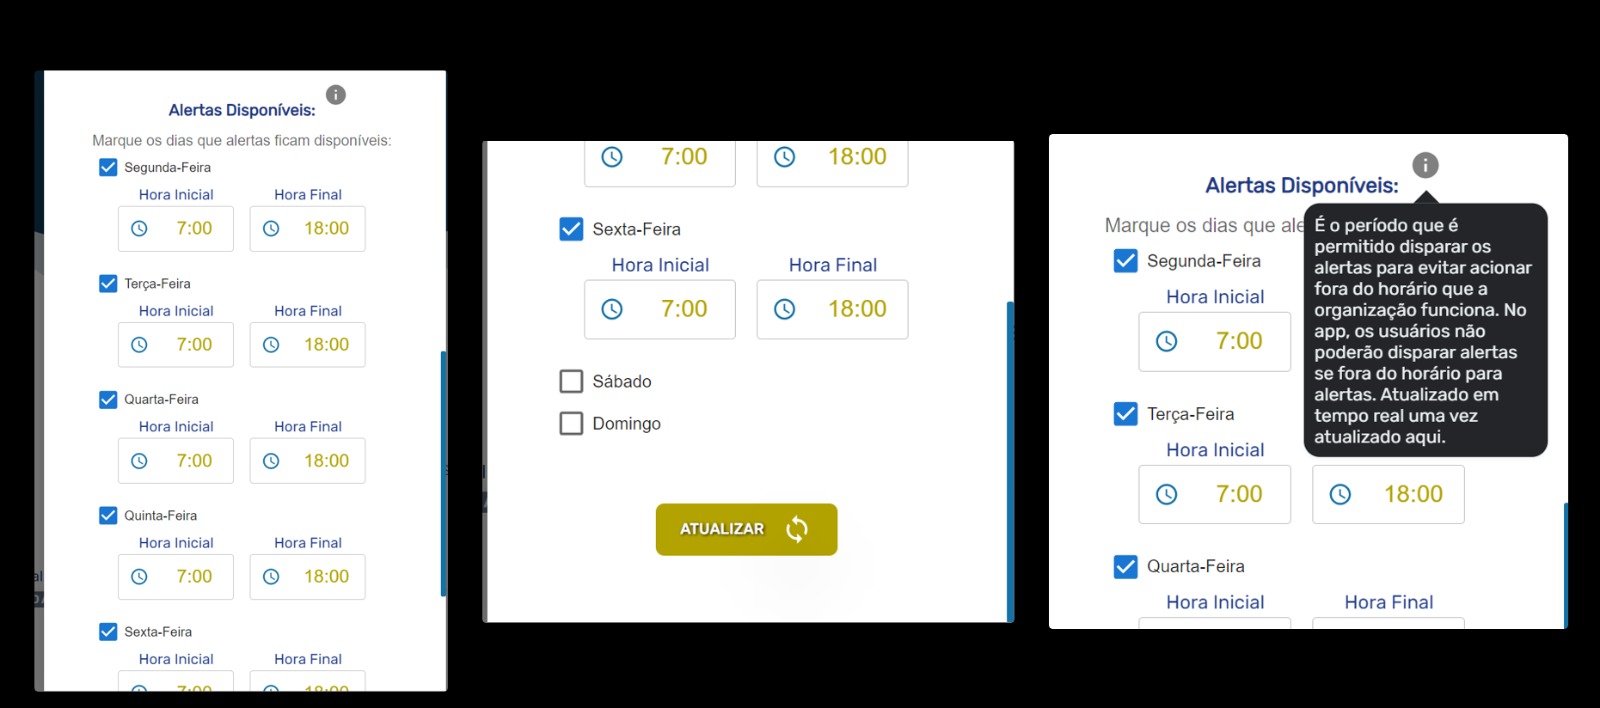 Alertas Disponíveis:
Marque os dias que alertas ficam disponíveis:
Segunda-Feira
Hora Inicial Hora Final
7:00 18:00
Terça-Feira
Hora Inicial Hora Final
7:00 18:00
Quarta-Feira
Hora Inicial Hora Final
7:00 18:00
Quinta-Feira
Hora Inicial Hora Final
7:00 18:00
Sexta-Feira
Hora Inicial Hora Final
7:00 18:00
7:00 18:00
Sexta-Feira
Hora Inicial Hora Final
7:00 18:00
Sábado
Domingo
ATUALIZAR
Alertas Disponíveis:
Marque os dias que ale
É o período que é
permitido disparar os
alertas para evitar acionar
fora do horário que a
organização funciona. No
app, os usuários não
poderão disparar alertas
se fora do horário para
alertas. Atualizado em
tempo real uma vez
atualizado aqui.
Segunda-Feira
Hora Inicial
7:00
Terça-Feira
Hora Inicial
7:00 18:00
Quarta-Feira
Hora Inicial Hora Final